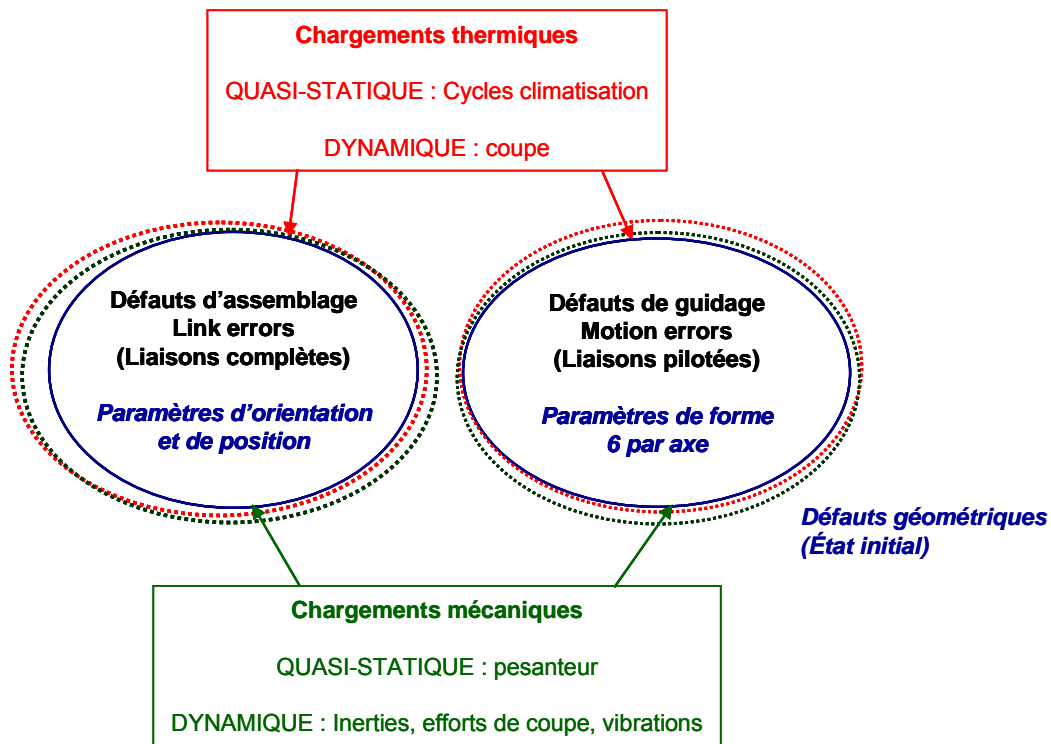 Chargements thermiques
QUASI-STATIQUE : Cycles climatisation
DYNAMIQUE : coupe
Défauts d’assemblage
Link errors
(Liaisons complètes)
Paramètres d’orientation
et de position
Défauts de guidage
Motion errors
(Liaisons pilotées)
Paramètres de forme
6 par axe
Défauts géométriques
(État initial)
Chargements mécaniques
QUASI-STATIQUE : pesanteur
DYNAMIQUE : Inerties, efforts de coupe, vibrations